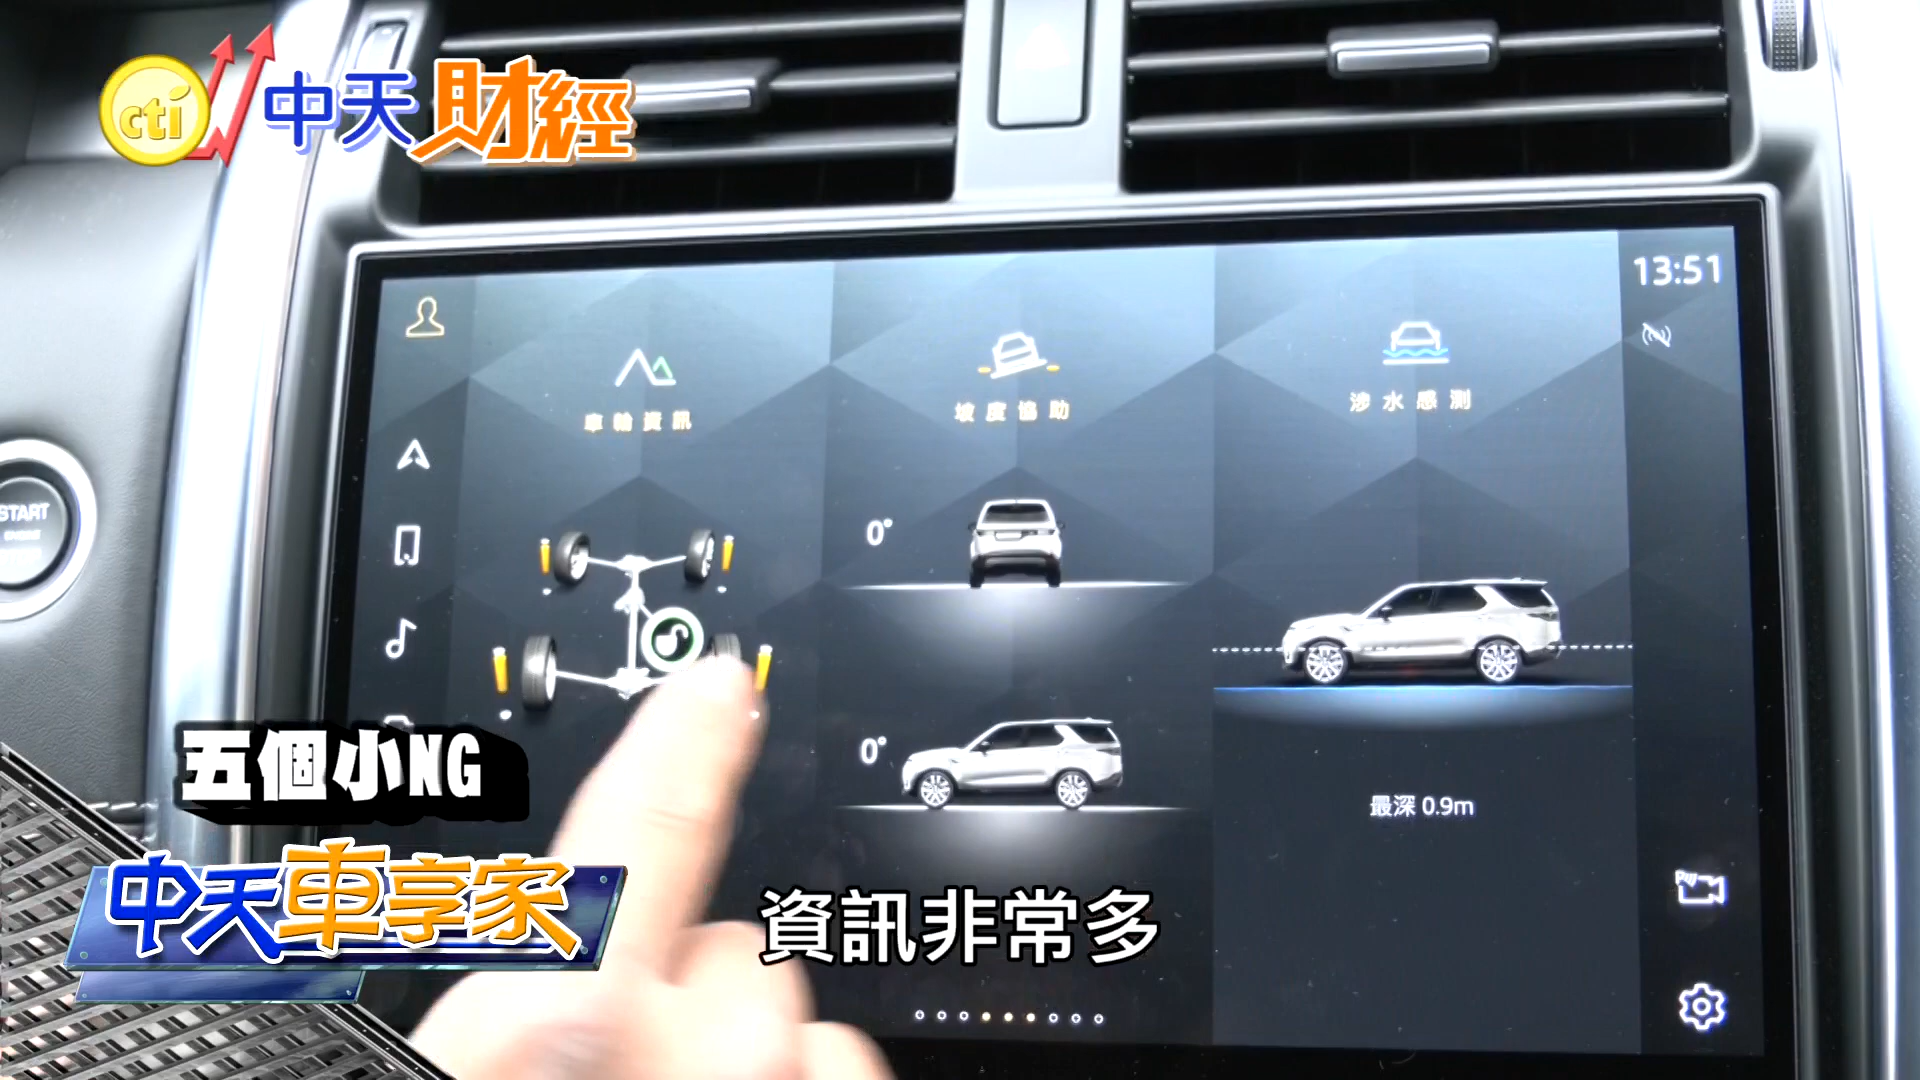 cti 中天財經
13:51
車輪資訊
坡度協助
涉水感測
0°
START
0°
五個小NG
最深 0.9m
中天車享家
資訊非常多